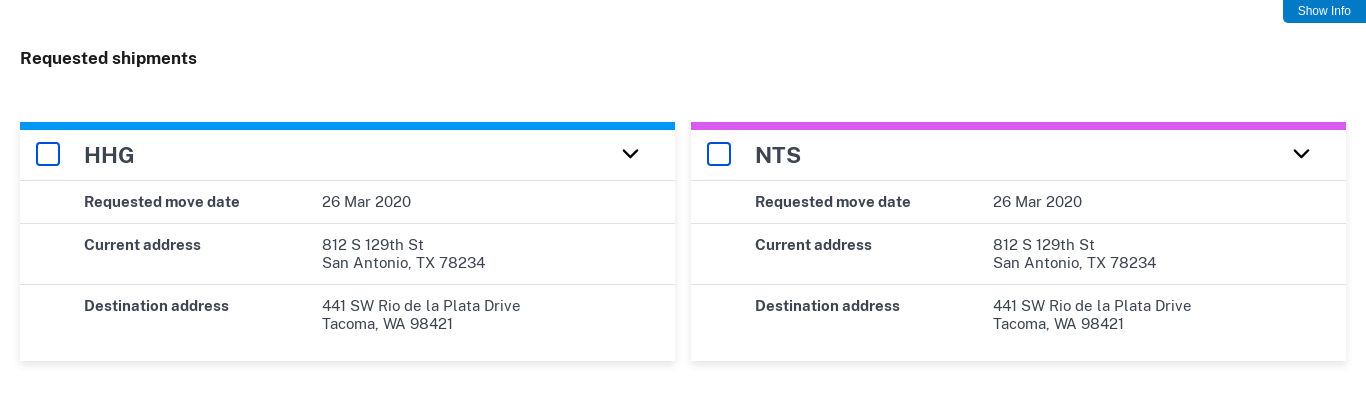 Show Info
Requested shipments
HHG
Requested move date 26 Mar 2020
Current address 812 S 129th St
San Antonio, TX 78234
Destination address 441 SW Rio de la Plata Drive
Tacoma, WA 98421
NTS
Requested move date 26 Mar 2020
Current address 812 S 129th St
San Antonio, TX 78234
Destination address 441 SW Rio de la Plata Drive
Tacoma, WA 98421